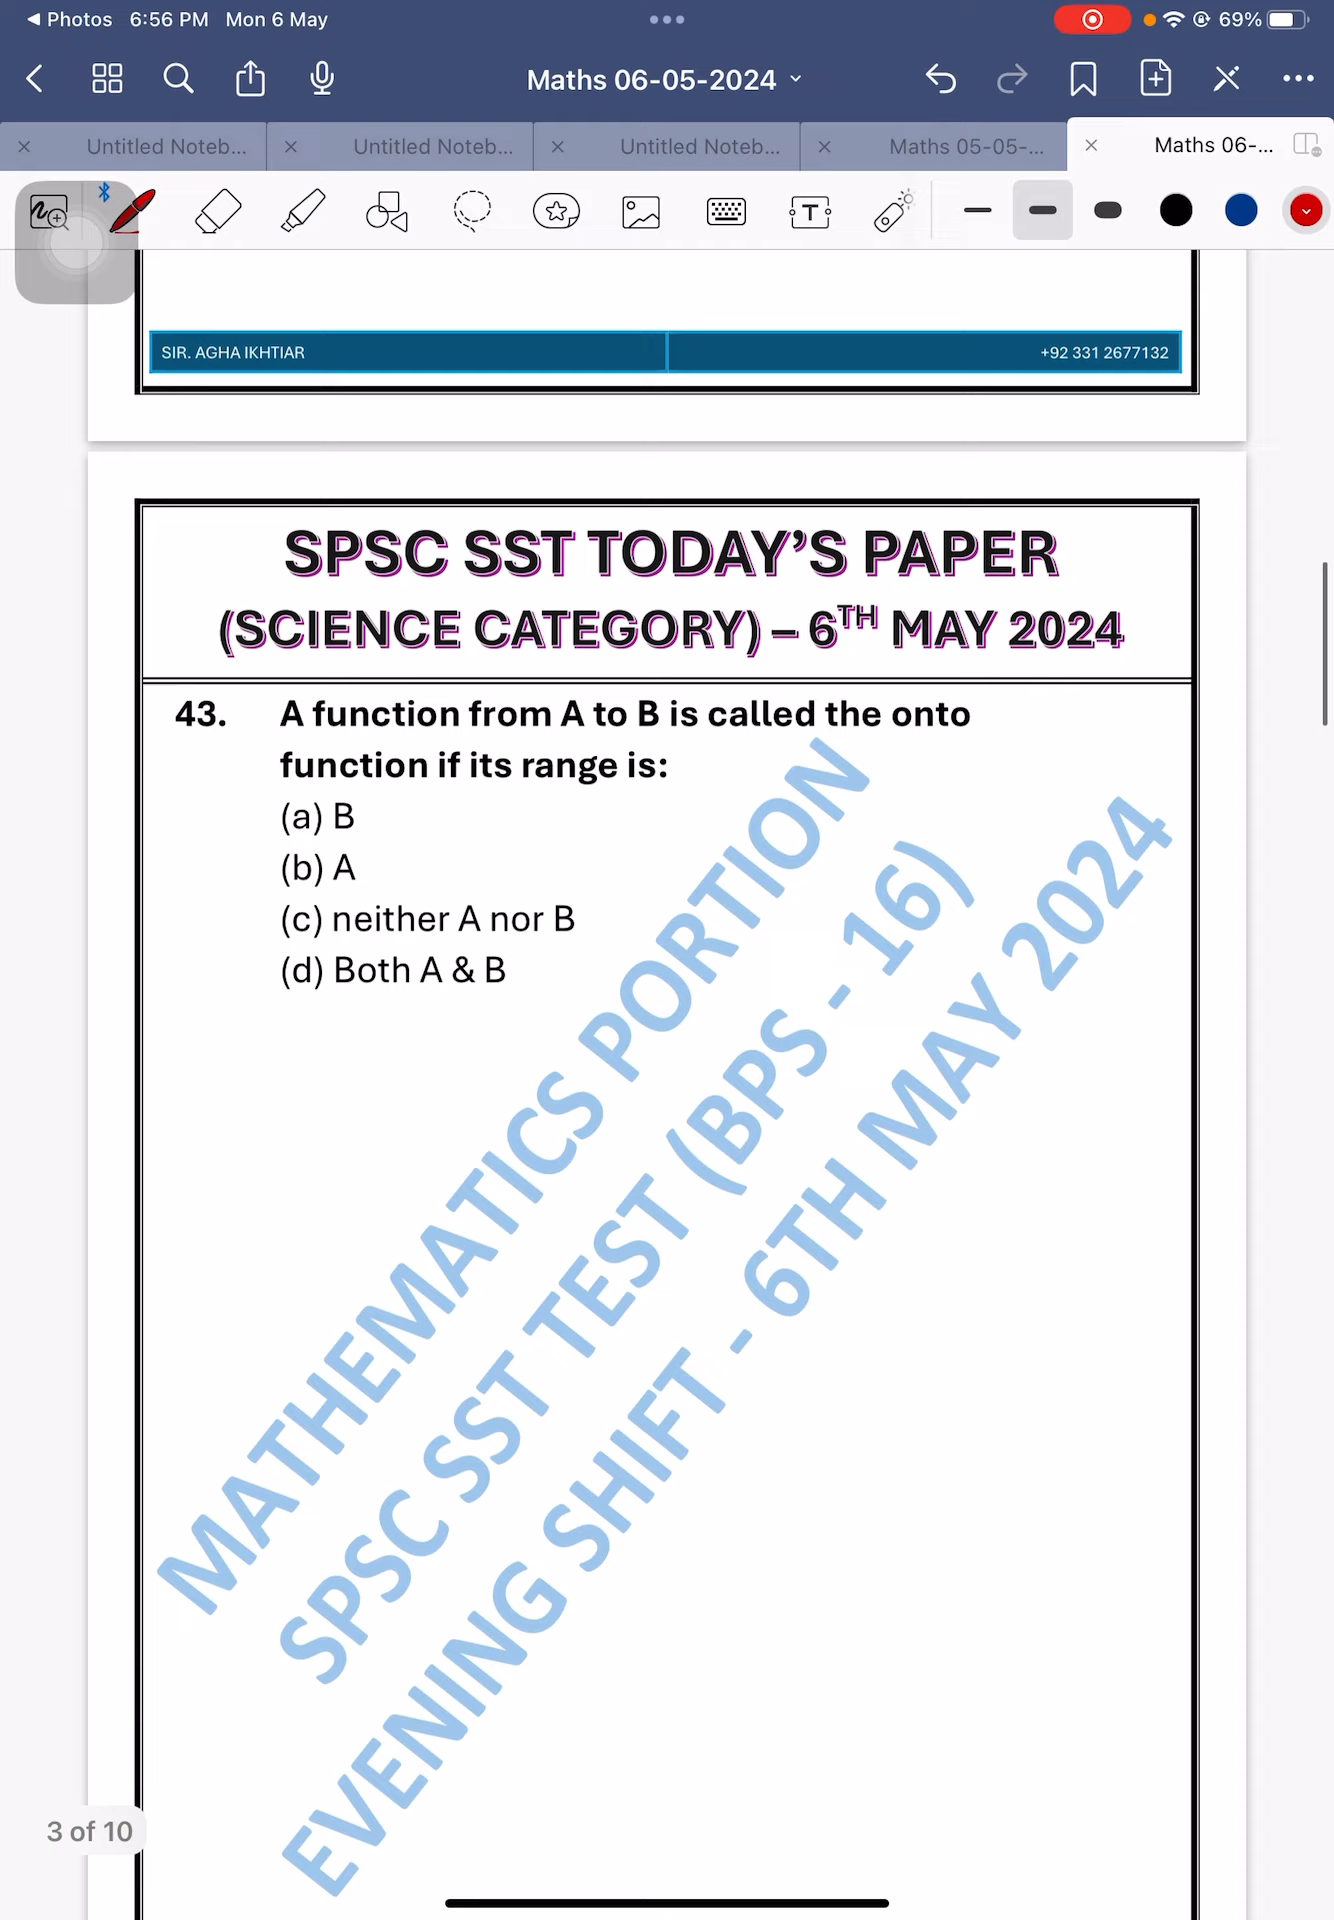 Photos 6:56 PM Mon 6 May 69%
Maths 06-05-2024
Untitled Noteb... Untitled Noteb... Untitled Noteb... Maths 05-05-... Maths 06-...
SIR. AGHA IKHTIAR +92 331 2677132
SPSC SST TODAY’S PAPER
(SCIENCE CATEGORY) – 6TH MAY 2024
43. A function from A to B is called the onto
function if its range is:
(a) B
(b) A
(c) neither A nor B
(d) Both A & B
MATHEMATICS PORTION
SPSC SST TEST (BPS - 16)
EVENING SHIFT - 6TH MAY 2024
3 of 10